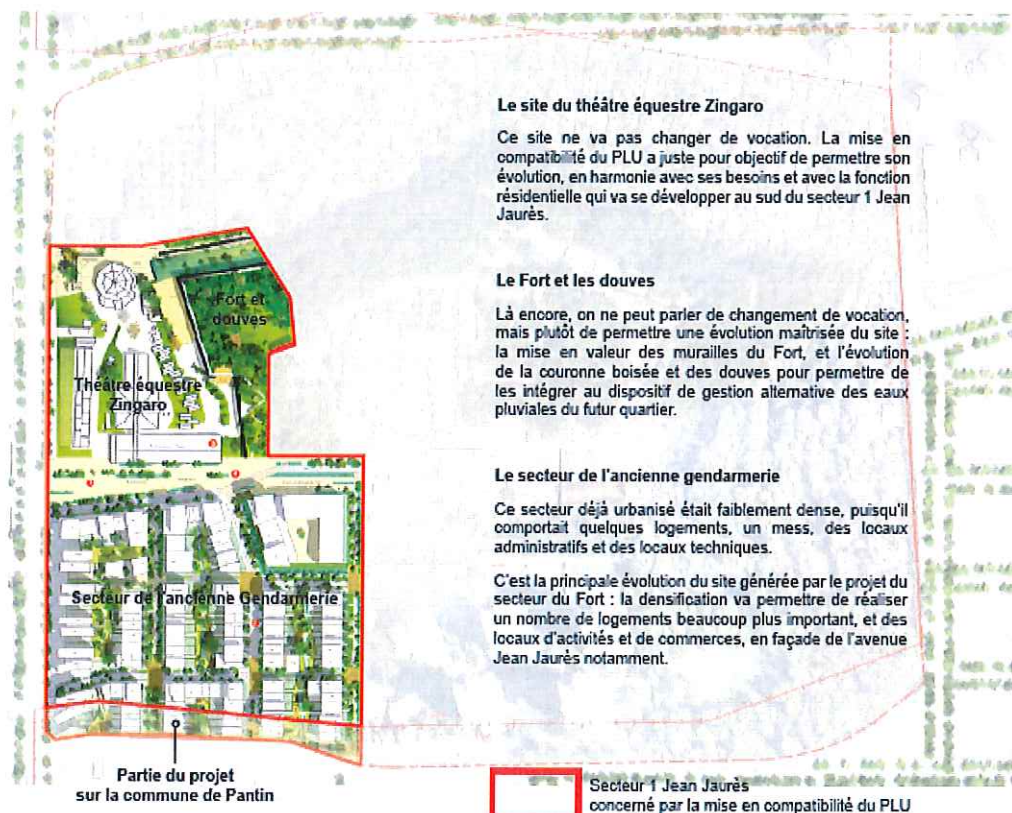 Le site du théâtre équestre Zingaro
Ce site ne va pas changer de vocation. La mise en
compatibilité du PLU a juste pour objectif de permettre son
évolution, en harmonie avec ses besoins et avec la fonction
résidentielle qui va se développer au sud du secteur 1 Jean
Jaurès.
Le Fort et les douves
Là encore, on ne peut parler de changement de vocation,
mais plutôt de permettre une évolution maîtrisée du site :
la mise en valeur des murailles du Fort, et l'évolution
de la couronne boisée et des douves pour permettre de
les intégrer au dispositif de gestion alternative des eaux
pluviales du futur quartier.
Le secteur de l'ancienne gendarmerie
Ce secteur déjà urbanisé était faiblement dense, puisqu'il
comportait quelques logements, un mess, des locaux
administratifs et des locaux techniques.
C'est la principale évolution du site générée par le projet du
secteur du Fort : la densification va permettre de réaliser
un nombre de logements beaucoup plus important, et des
locaux d'activités et de commerces, en façade de l'avenue
Jean Jaurès notamment.
Fort et
douves
Théâtre équestre
Zingaro
Secteur de l'ancienne Gendarmerie
Partie du projet
sur la commune de Pantin
Secteur 1 Jean Jaurès
concerné par la mise en compatibilité du PLU